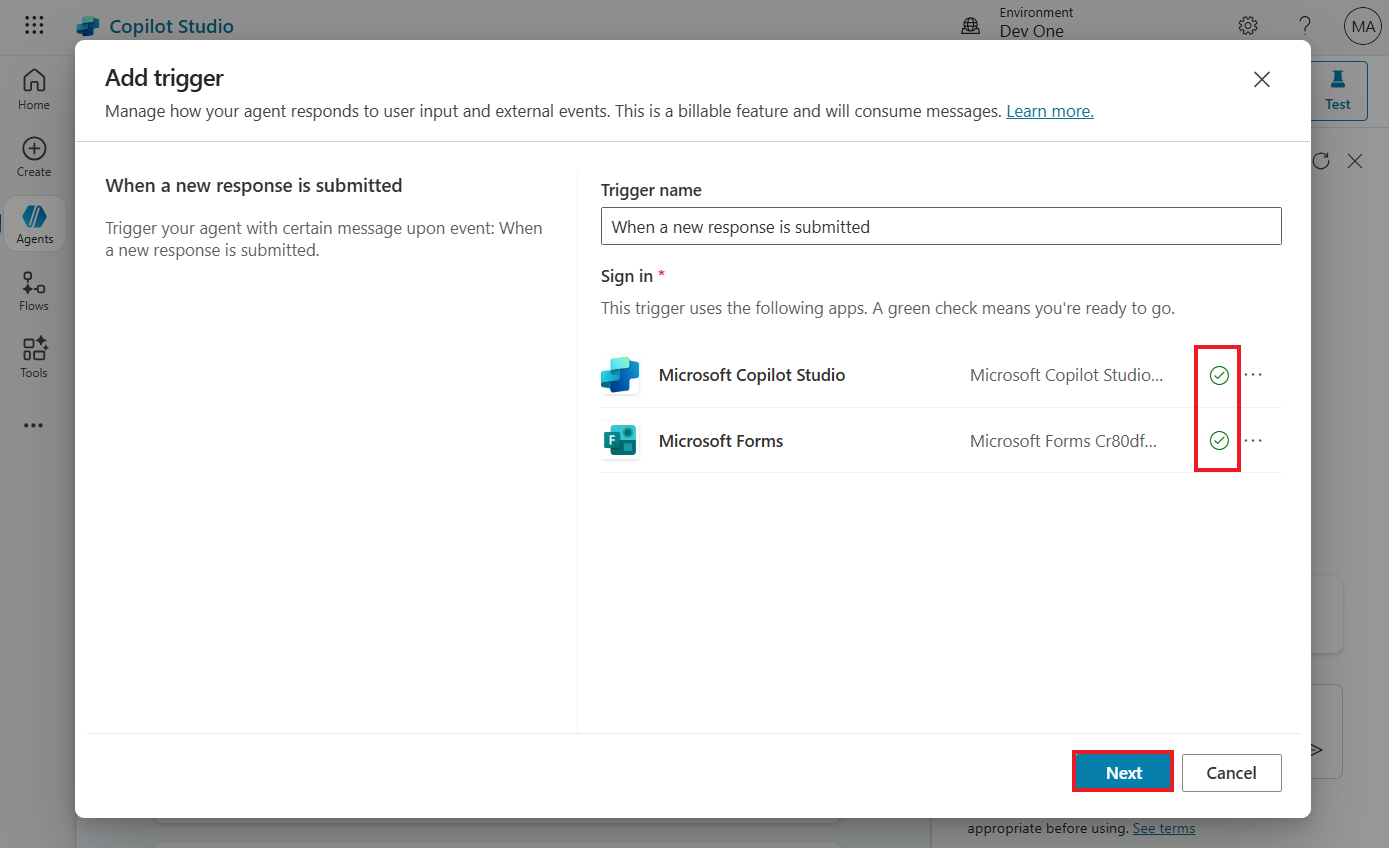 Copilot Studio
Environment
Dev One
?
MA
Home
Create
Agents
Flows
Tools
Test
Add trigger
Manage how your agent responds to user input and external events. This is a billable feature and will consume messages. Learn more.
When a new response is submitted
Trigger your agent with certain message upon event: When
a new response is submitted.
Trigger name
When a new response is submitted
Sign in *
This trigger uses the following apps. A green check means you're ready to go.
Microsoft Copilot Studio
Microsoft Copilot Studio...
F
Microsoft Forms
Microsoft Forms Cr80df...
Next
Cancel
appropriate before using. See terms